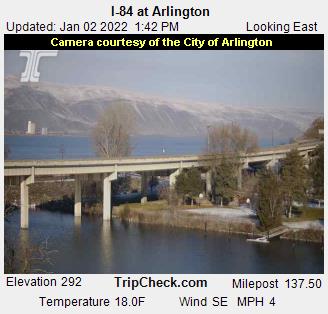 I-84 at Arlington
Updated: Jan 02 2022 1:42 PM Looking East
Camera courtesy of the City of Arlington
Elevation 292 TripCheck.com Milepost 137.50
Temperature 18.0F Wind SE MPH 4